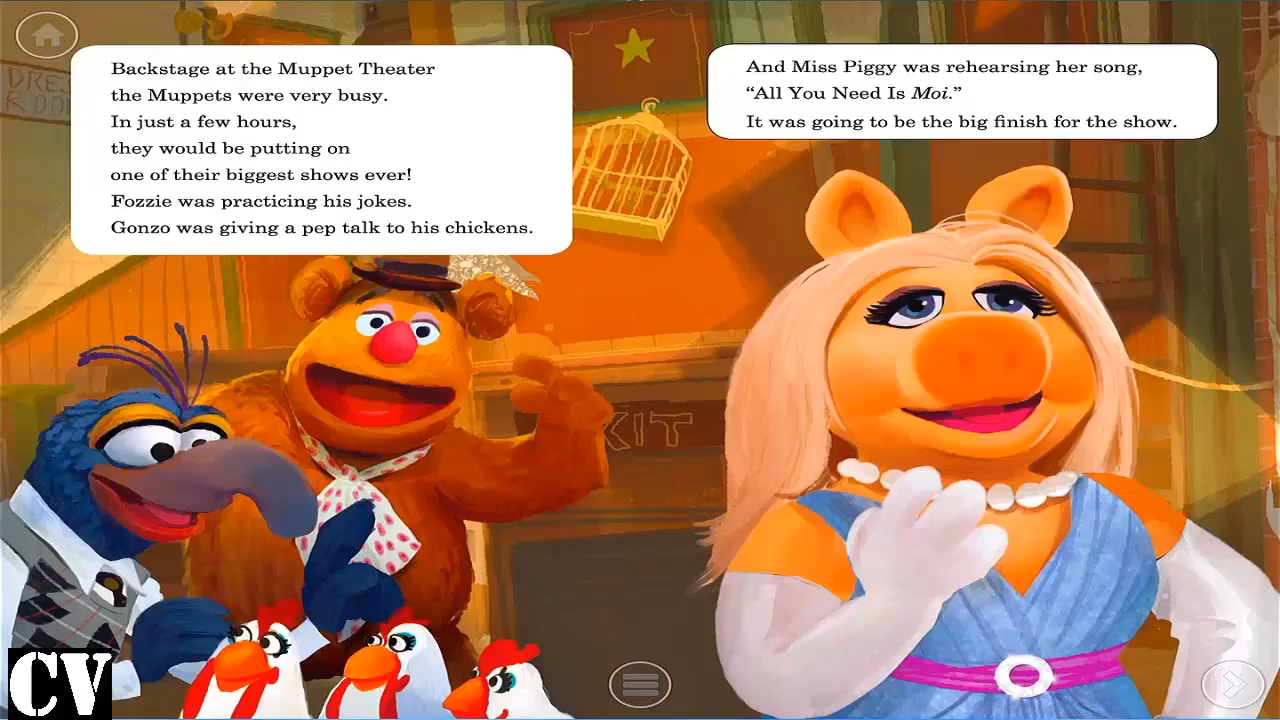 DRES
ROO
Backstage at the Muppet Theater
the Muppets were very busy.
In just a few hours,
they would be putting on
one of their biggest shows ever!
Fozzie was practicing his jokes.
Gonzo was giving a pep talk to his chickens.
And Miss Piggy was rehearsing her song,
“All You Need Is Moi.”
It was going to be the big finish for the show.
XIT
CV